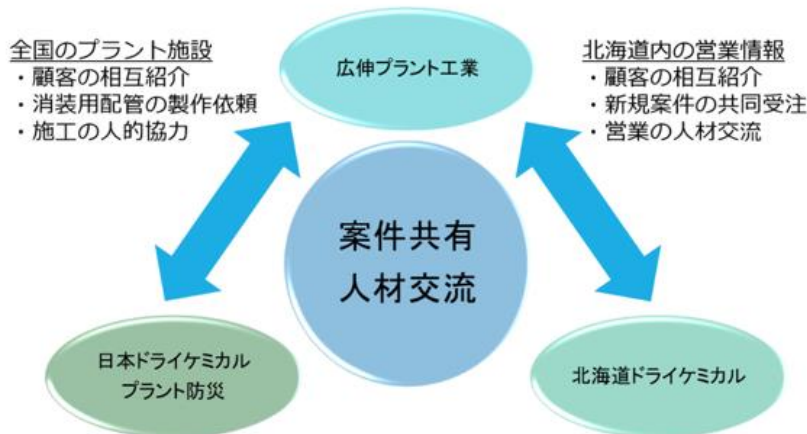 全国のプラント施設
・顧客の相互紹介
・消装用配管の製作依頼
・施工の人的協力
広伸プラント工業
北海道内の営業情報
・顧客の相互紹介
・新規案件の共同受注
・営業の人材交流
案件共有
人材交流
日本ドライケミカル
プラント防災
北海道ドライケミカル